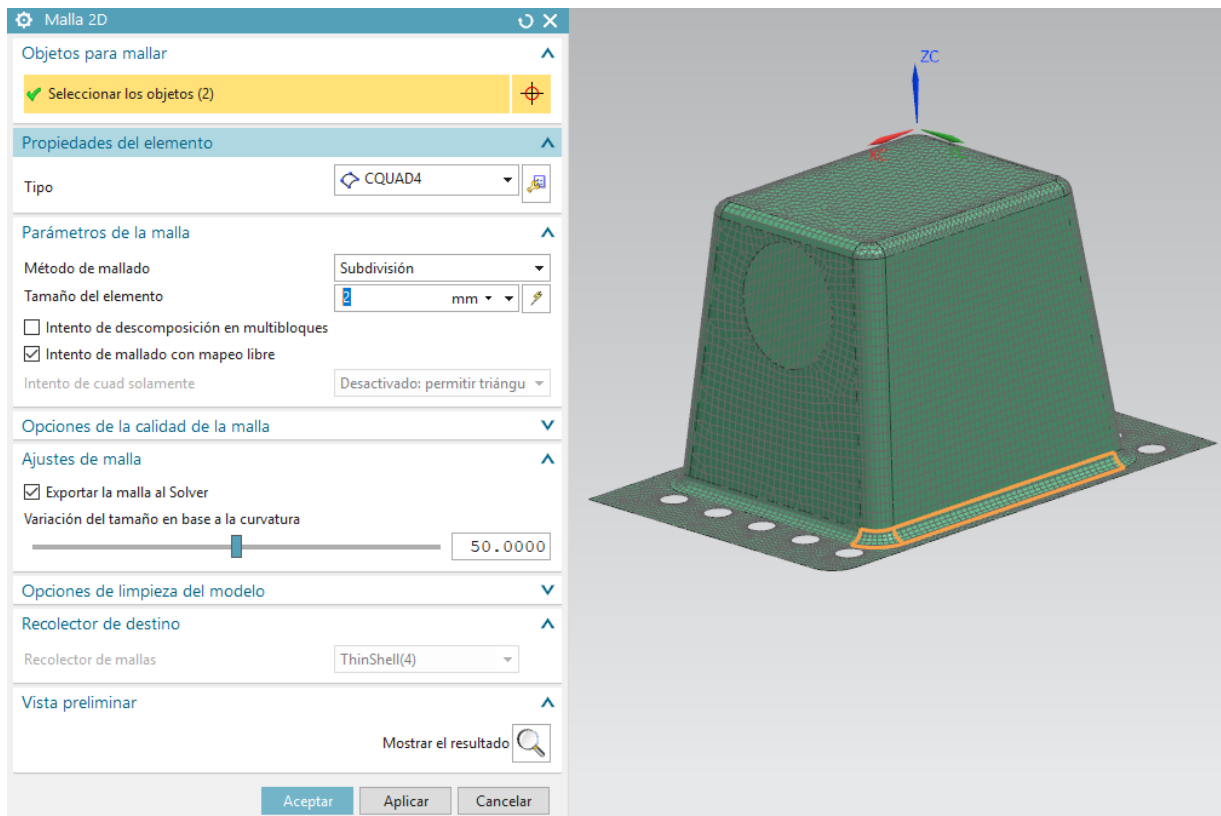 Malla 2D
Objetos para mallar
Seleccionar los objetos (2)
Propiedades del elemento
Tipo CQUAD4
Parámetros de la malla
Método de mallado Subdivisión
Tamaño del elemento 2 mm
Intento de descomposición en multibloques
Intento de mallado con mapeo libre
Intento de cuad solamente Desactivado: permitir triángu
Opciones de la calidad de la malla
Ajustes de malla
Exportar la malla al Solver
Variación del tamaño en base a la curvatura
50.0000
Opciones de limpieza del modelo
Recolector de destino
Recolector de mallas ThinShell(4)
Vista preliminar
Mostrar el resultado
Aceptar Aplicar Cancelar
ZC
XC